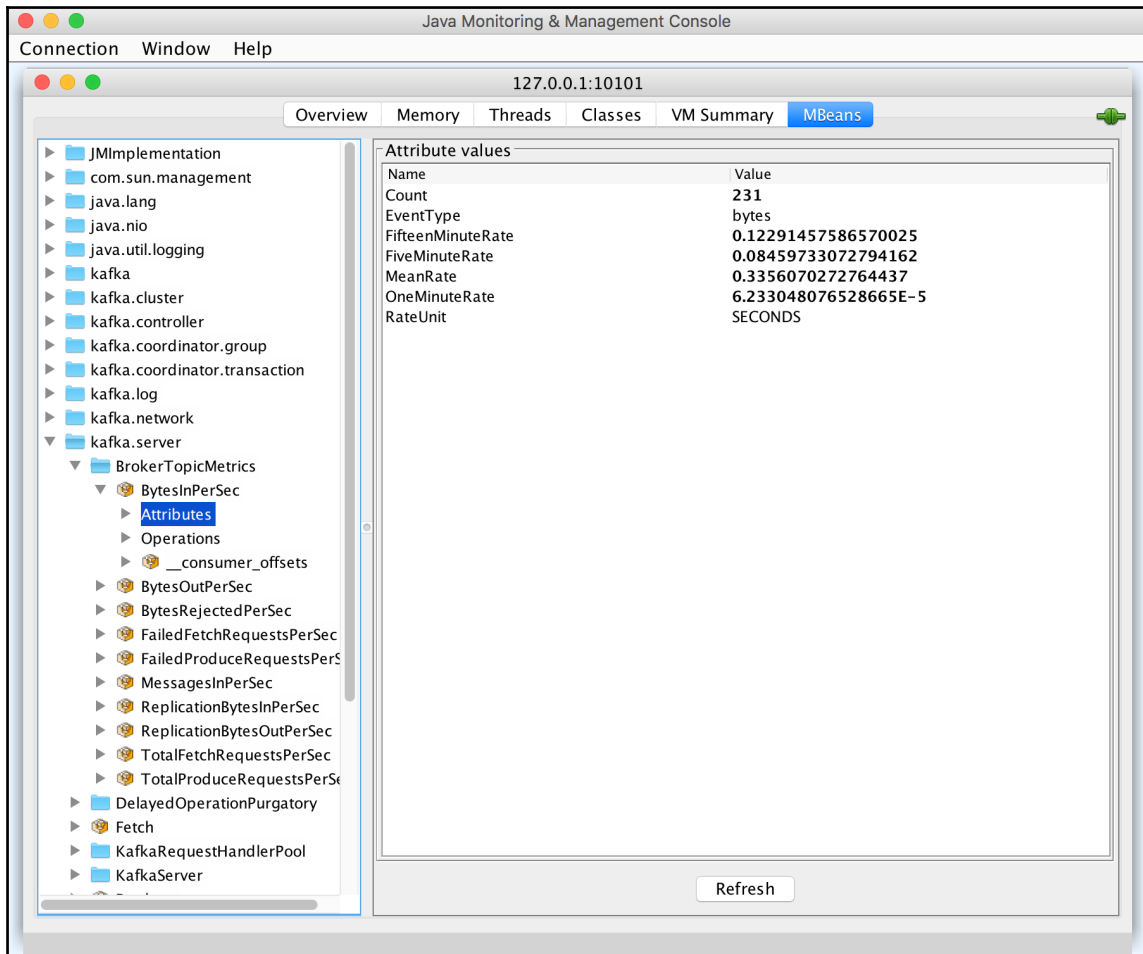 Java Monitoring & Management Console
Connection Window Help
127.0.0.1:10101
Overview Memory Threads Classes VM Summary MBeans
JMImplementation
com.sun.management
java.lang
java.nio
java.util.logging
kafka
kafka.cluster
kafka.controller
kafka.coordinator.group
kafka.coordinator.transaction
kafka.log
kafka.network
kafka.server
BrokerTopicMetrics
BytesInPerSec
Attributes
Operations
__consumer_offsets
BytesOutPerSec
BytesRejectedPerSec
FailedFetchRequestsPerSec
FailedProduceRequestsPerS
MessagesInPerSec
ReplicationBytesInPerSec
ReplicationBytesOutPerSec
TotalFetchRequestsPerSec
TotalProduceRequestsPerSe
DelayedOperationPurgatory
Fetch
KafkaRequestHandlerPool
KafkaServer
Attribute values
Name Value
Count 231
EventType bytes
FifteenMinuteRate 0.12291457586570025
FiveMinuteRate 0.08459733072794162
MeanRate 0.3356070272764437
OneMinuteRate 6.233048076528665E-5
RateUnit SECONDS
Refresh